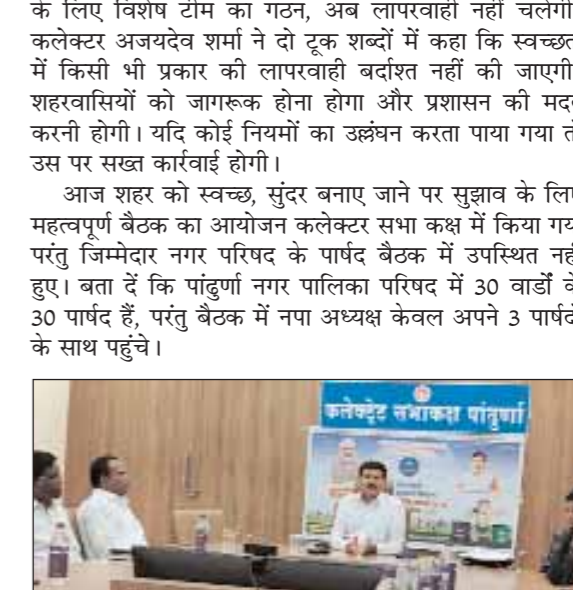 के लिए विशेष टीम का गठन, अब लापरवाही नहीं चलेगी
कलेक्टर अजयदेव शर्मा ने दो टूक शब्दों में कहा कि स्वच्छत
में किसी भी प्रकार की लापरवाही बर्दाश्त नहीं की जाएगी
शहरवासियों को जागरूक होना होगा और प्रशासन की मद
करनी होगी। यदि कोई नियमों का उल्लंघन करता पाया गया त
उस पर सख्त कार्रवाई होगी।
आज शहर को स्वच्छ, सुंदर बनाए जाने पर सुझाव के लि
महत्वपूर्ण बैठक का आयोजन कलेक्टर सभा कक्ष में किया गय
परंतु जिम्मेदार नगर परिषद के पार्षद बैठक में उपस्थित नह
हुए। बता दें कि पांढुर्णा नगर पालिका परिषद में 30 वार्डों के
30 पार्षद हैं, परंतु बैठक में नपा अध्यक्ष केवल अपने 3 पार्षद
के साथ पहुंचे।
कलेक्ट्रेट सभाकक्ष पांढुर्णा